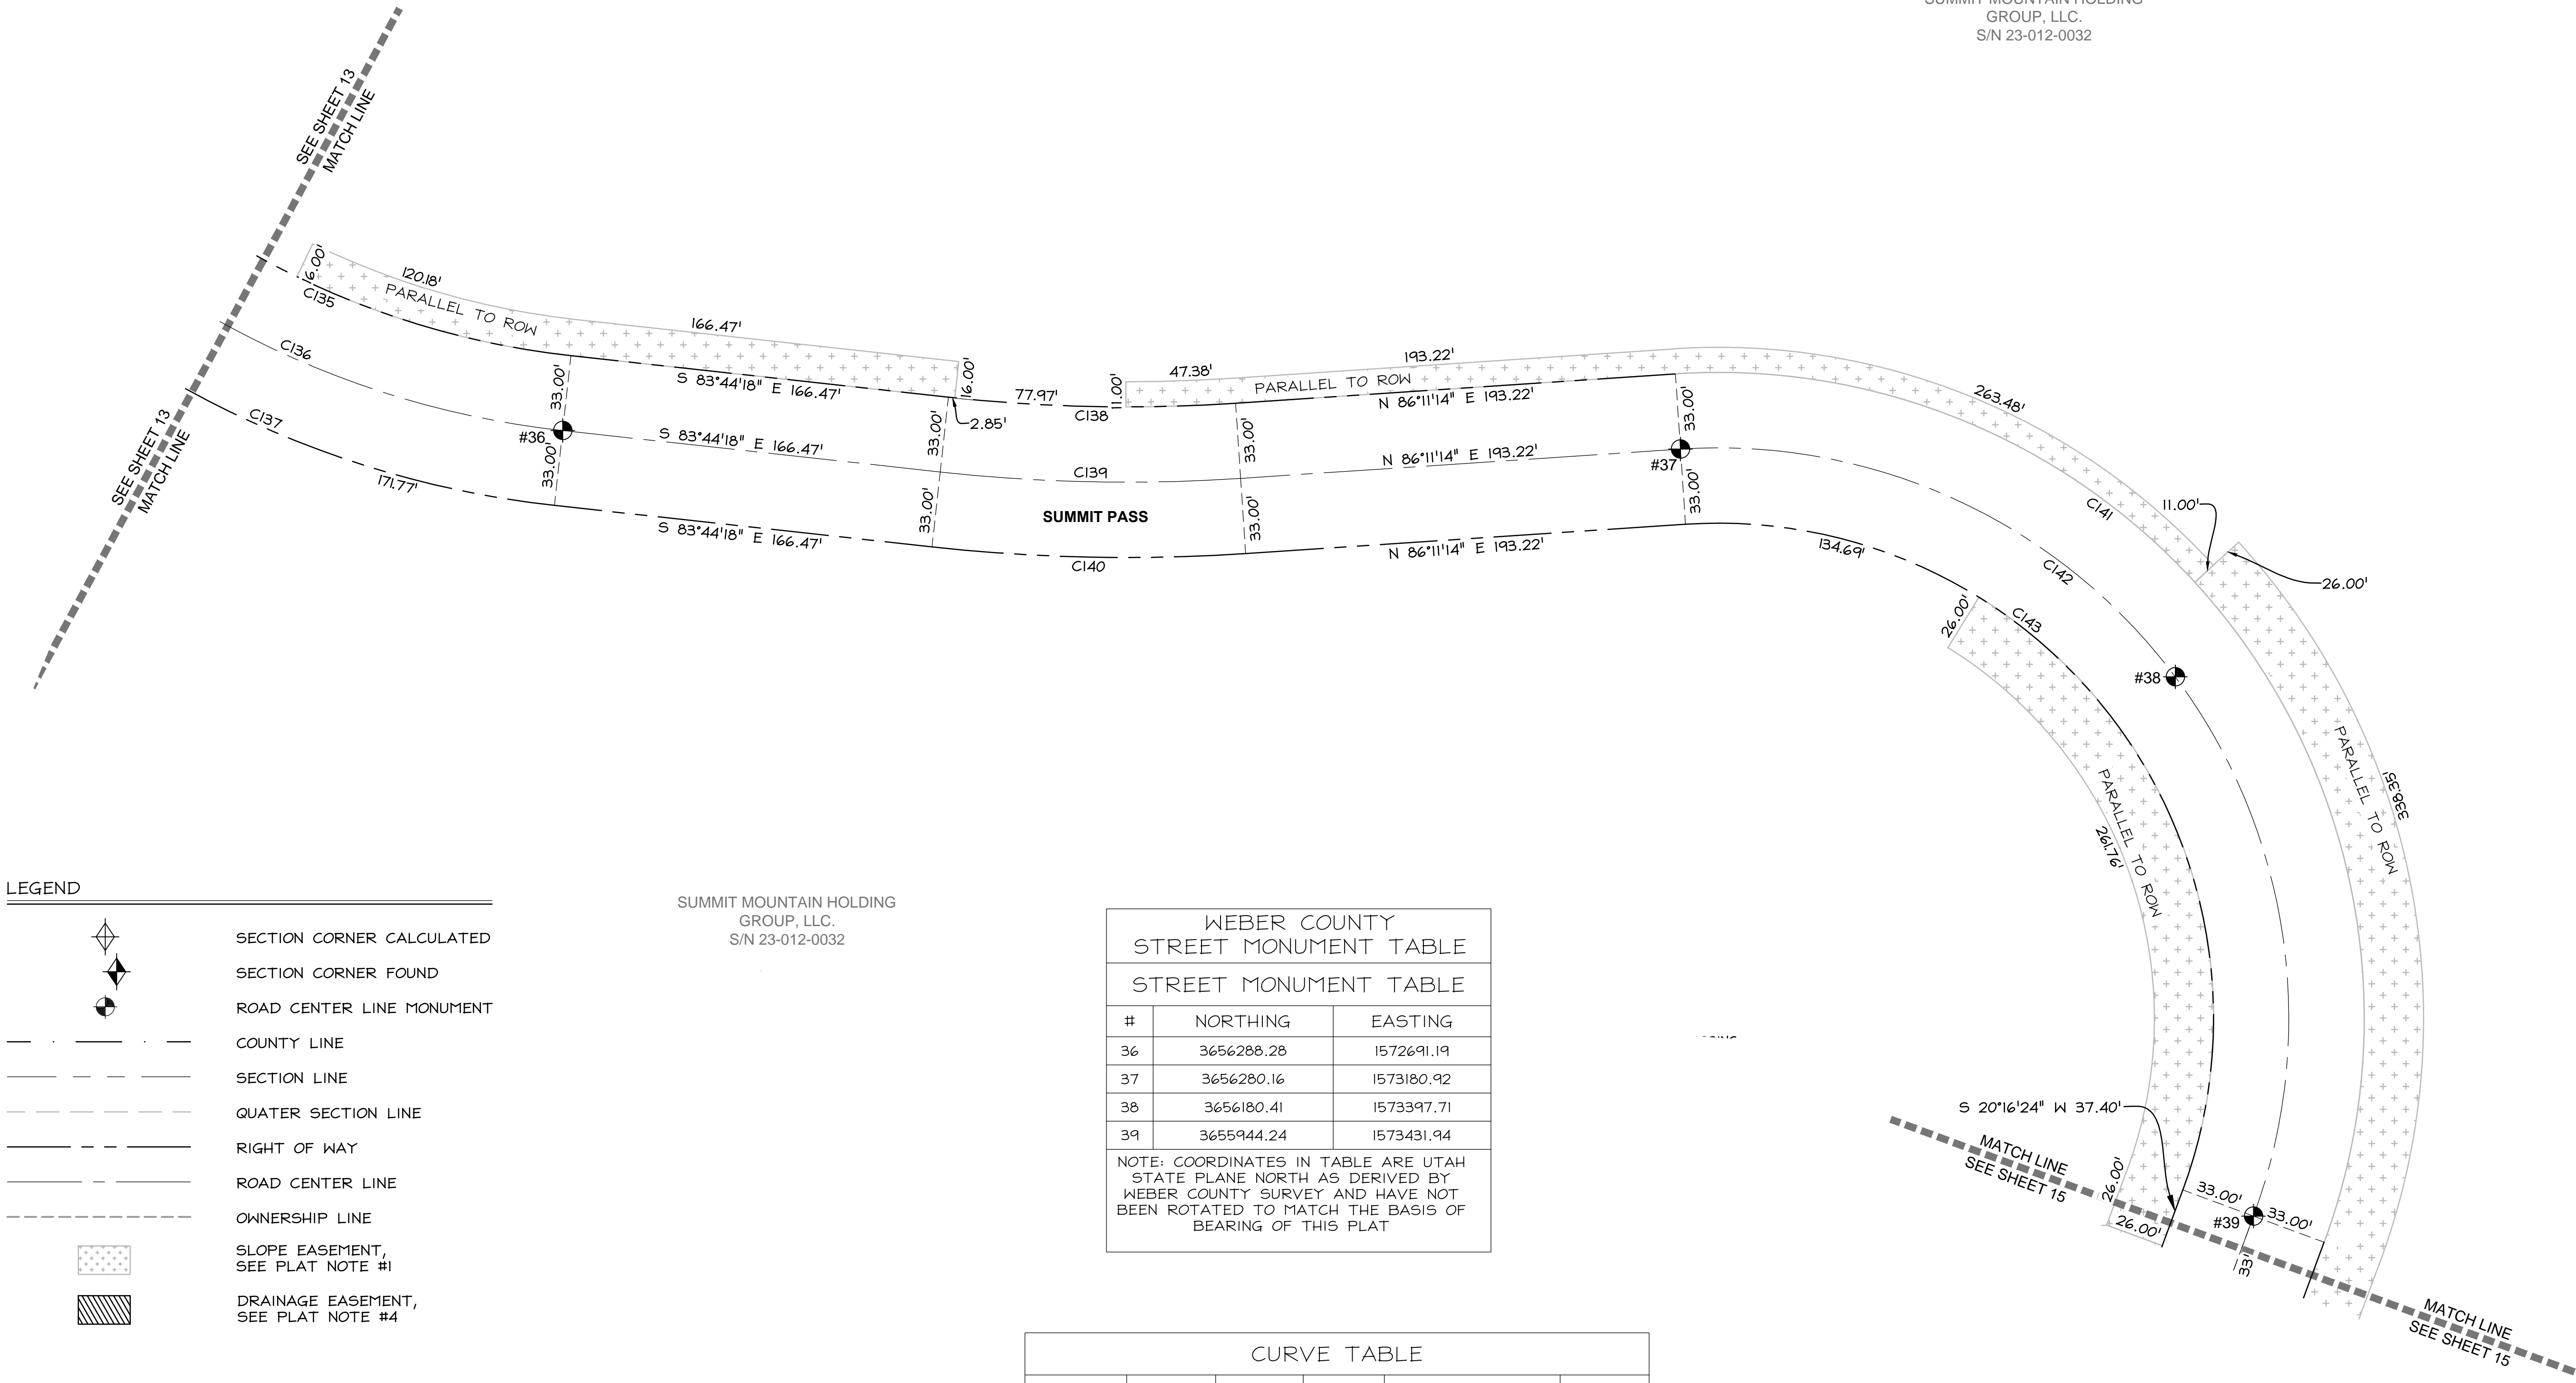 SUMMIT MOUNTAIN HOLDING
GROUP, LLC.
S/N 23-012-0032
SEE SHEET 13
MATCH LINE
SEE SHEET 13
MATCH LINE
16.00'
C135
120.18'
PARALLEL TO ROW
C136
C137
171.77'
166.47'
S 83°44'18" E 166.47'
33.00'
#36
33.00'
S 83°44'18" E 166.47'
S 83°44'18" E 166.47'
16.00'
2.85'
33.00'
33.00'
77.97'
C138
11.00'
47.38'
C139
SUMMIT PASS
C140
33.00'
33.00'
193.22'
PARALLEL TO ROW
N 86°11'14" E 193.22'
N 86°11'14" E 193.22'
N 86°11'14" E 193.22'
33.00'
#37
33.00'
263.48'
C141
11.00'
26.00'
C142
134.69'
26.00'
C143
#38
PARALLEL TO ROW
338.35'
PARALLEL TO ROW
261.76'
S 20°16'24" W 37.40'
MATCH LINE
SEE SHEET 15
26.00'
26.00'
33.00'
#39
33.00'
33'
MATCH LINE
SEE SHEET 15
LEGEND
SECTION CORNER CALCULATED
SECTION CORNER FOUND
ROAD CENTER LINE MONUMENT
COUNTY LINE
SECTION LINE
QUATER SECTION LINE
RIGHT OF WAY
ROAD CENTER LINE
OWNERSHIP LINE
SLOPE EASEMENT,
SEE PLAT NOTE #1
DRAINAGE EASEMENT,
SEE PLAT NOTE #4
SUMMIT MOUNTAIN HOLDING
GROUP, LLC.
S/N 23-012-0032
WEBER COUNTY
STREET MONUMENT TABLE
STREET MONUMENT TABLE
# NORTHING EASTING
36 3656288.28 1572691.19
37 3656280.16 1573180.92
38 3656180.41 1573397.71
39 3655944.24 1573431.94
NOTE: COORDINATES IN TABLE ARE UTAH
STATE PLANE NORTH AS DERIVED BY
WEBER COUNTY SURVEY AND HAVE NOT
BEEN ROTATED TO MATCH THE BASIS OF
BEARING OF THIS PLAT
CURVE TABLE